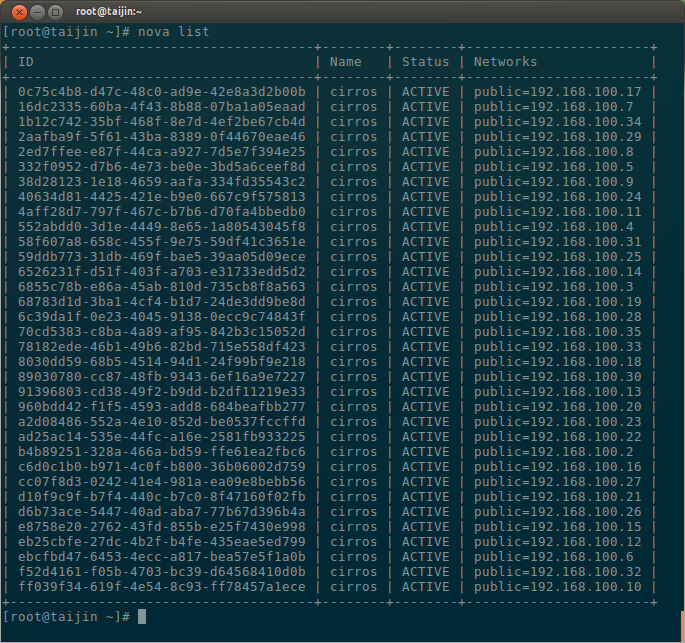 root@taijin:~
[root@taijin ~]# nova list
+--------------------------------------+--------+--------+-----------------------+
| ID                                   | Name   | Status | Networks              |
+--------------------------------------+--------+--------+-----------------------+
| 0c75c4b8-d47c-48c0-ad9e-42e8a3d2b00b | cirros | ACTIVE | public=192.168.100.17 |
| 16dc2335-60ba-4f43-8b88-07ba1a05eaad | cirros | ACTIVE | public=192.168.100.7  |
| 1b12c742-35bf-468f-8e7d-4ef2be67cb4d | cirros | ACTIVE | public=192.168.100.34 |
| 2aafba9f-5f61-43ba-8389-0f44670eae46 | cirros | ACTIVE | public=192.168.100.29 |
| 2ed7ffee-e87f-44ca-a927-7d5e7f394e25 | cirros | ACTIVE | public=192.168.100.8  |
| 332f0952-d7b6-4e73-be0e-3bd5a6ceef8d | cirros | ACTIVE | public=192.168.100.5  |
| 38d28123-1e18-4659-aafa-334fd35543c2 | cirros | ACTIVE | public=192.168.100.9  |
| 40634d81-4425-421e-b9e0-667c9f575813 | cirros | ACTIVE | public=192.168.100.24 |
| 4aff28d7-797f-467c-b7b6-d70fa4bbedb0 | cirros | ACTIVE | public=192.168.100.11 |
| 552abdd0-3d1e-4449-8e65-1a80543045f8 | cirros | ACTIVE | public=192.168.100.4  |
| 58f607a8-658c-455f-9e75-59df41c3651e | cirros | ACTIVE | public=192.168.100.31 |
| 59ddb773-31db-469f-bae5-39aa05d09ece | cirros | ACTIVE | public=192.168.100.25 |
| 6526231f-d51f-403f-a703-e31733edd5d2 | cirros | ACTIVE | public=192.168.100.14 |
| 6855c78b-e86a-45ab-810d-735cb8f8a563 | cirros | ACTIVE | public=192.168.100.3  |
| 68783d1d-3ba1-4cf4-b1d7-24de3dd9be8d | cirros | ACTIVE | public=192.168.100.19 |
| 6c39da1f-0e23-4045-9138-0ecc9c74843f | cirros | ACTIVE | public=192.168.100.28 |
| 70cd5383-c8ba-4a89-af95-842b3c15052d | cirros | ACTIVE | public=192.168.100.35 |
| 78182ede-46b1-49b6-82bd-715e558df423 | cirros | ACTIVE | public=192.168.100.33 |
| 8030dd59-68b5-4514-94d1-24f99bf9e218 | cirros | ACTIVE | public=192.168.100.18 |
| 89030780-cc87-48fb-9343-6ef16a9e7227 | cirros | ACTIVE | public=192.168.100.30 |
| 91396803-cd38-49f2-b9dd-b2df11219e33 | cirros | ACTIVE | public=192.168.100.13 |
| 960bdd42-f1f5-4593-add8-684beafbb277 | cirros | ACTIVE | public=192.168.100.20 |
| a2d08486-552a-4e10-852d-be0537fccffd | cirros | ACTIVE | public=192.168.100.23 |
| ad25ac14-535e-44fc-a16e-2581fb933225 | cirros | ACTIVE | public=192.168.100.22 |
| b4b89251-328a-466a-bd59-ffe61ea2fbc6 | cirros | ACTIVE | public=192.168.100.2  |
| c6d0c1b0-b971-4c0f-b800-36b06002d759 | cirros | ACTIVE | public=192.168.100.16 |
| cc07f8d3-0242-41e4-981a-ea09e8bebb56 | cirros | ACTIVE | public=192.168.100.27 |
| d10f9c9f-b7f4-440c-b7c0-8f47160f02fb | cirros | ACTIVE | public=192.168.100.21 |
| d6b73ace-5447-40ad-aba7-77b67d396b4a | cirros | ACTIVE | public=192.168.100.26 |
| e8758e20-2762-43fd-855b-e25f7430e998 | cirros | ACTIVE | public=192.168.100.15 |
| eb25cbfe-27dc-4b2f-b4fe-435eae5ed799 | cirros | ACTIVE | public=192.168.100.12 |
| ebcfbd47-6453-4ecc-a817-bea57e5f1a0b | cirros | ACTIVE | public=192.168.100.6  |
| f52d4161-f05b-4703-bc39-d64568410d0b | cirros | ACTIVE | public=192.168.100.32 |
| ff039f34-619f-4e54-8c93-ff78457a1ece | cirros | ACTIVE | public=192.168.100.10 |
+--------------------------------------+--------+--------+-----------------------+
[root@taijin ~]#